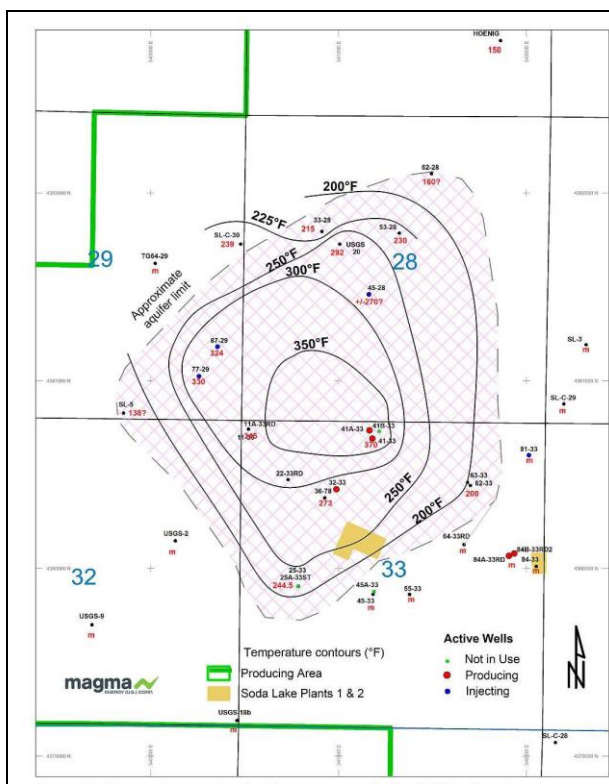 HOENIG
150
62-28
160?
200°F
225°F
33-28
215
53-28
230
SL-C-30
239
292
USGS
20
28
29
TG64-29
m
250°F
45-28
+/-270?
300°F
Approximate
aquifer limit
87-29
324
77-29
330
350°F
SL-3
m
SL-5
138?
SL-C-29
m
11A-33RD
41A-33
41B-33
41-33
370
81-33
m
22-33RD
32-33
36-78
273
63-33
62-33
200
250°F
200°F
USGS-2
m
64-33RD
84B-33RD2
84A-33RD
m
84-33
m
32
33
25-33
25A-33ST
244.5
45A-33
45-33
m
55-33
m
USGS-9
m
magma
ENERGY (U.S.) CORP.
Temperature contours (°F)
Producing Area
Soda Lake Plants 1 & 2
Active Wells
Not in Use
Producing
Injecting
N
USGS-18b
m
SL-C-28
m